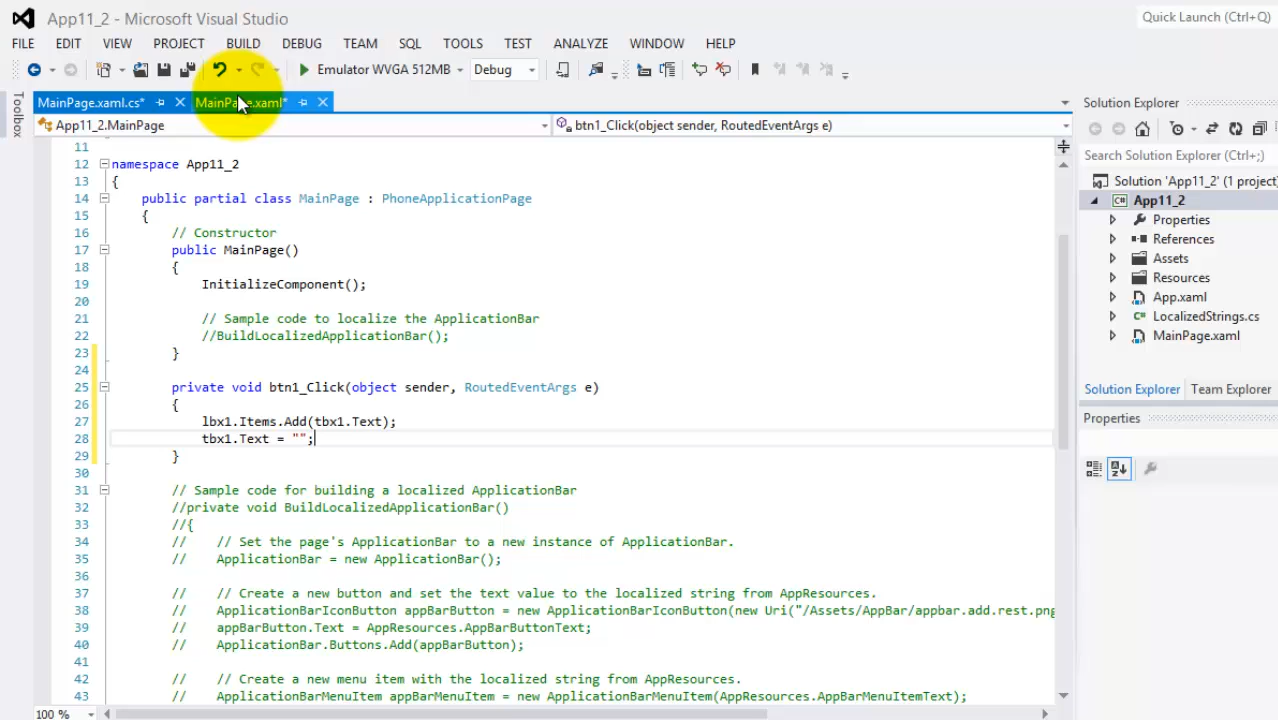 App11_2 - Microsoft Visual Studio
Quick Launch (Ctrl+Q)
FILE EDIT VIEW PROJECT BUILD DEBUG TEAM SQL TOOLS TEST ANALYZE WINDOW HELP
Emulator WVGA 512MB Debug
Toolbox
MainPage.xaml.cs* MainPage.xaml*
App11_2.MainPage btn1_Click(object sender, RoutedEventArgs e)
11
12 namespace App11_2
13 {
14 public partial class MainPage : PhoneApplicationPage
15 {
16 // Constructor
17 public MainPage()
18 {
19 InitializeComponent();
20
21 // Sample code to localize the ApplicationBar
22 //BuildLocalizedApplicationBar();
23 }
24
25 private void btn1_Click(object sender, RoutedEventArgs e)
26 {
27 lbx1.Items.Add(tbx1.Text);
28 tbx1.Text = "";
29 }
30
31 // Sample code for building a localized ApplicationBar
32 //private void BuildLocalizedApplicationBar()
33 //{
34 // // Set the page's ApplicationBar to a new instance of ApplicationBar.
35 // ApplicationBar = new ApplicationBar();
36
37 // // Create a new button and set the text value to the localized string from AppResources.
38 // ApplicationBarIconButton appBarButton = new ApplicationBarIconButton(new Uri("/Assets/AppBar/appbar.add.rest.png
39 // appBarButton.Text = AppResources.AppBarButtonText;
40 // ApplicationBar.Buttons.Add(appBarButton);
41
42 // // Create a new menu item with the localized string from AppResources.
43 // ApplicationBarMenuItem appBarMenuItem = new ApplicationBarMenuItem(AppResources.AppBarMenuItemText);
100 %
Solution Explorer
Search Solution Explorer (Ctrl+;)
Solution 'App11_2' (1 project)
C# App11_2
Properties
References
Assets
Resources
App.xaml
C# LocalizedStrings.cs
MainPage.xaml
Solution Explorer Team Explorer
Properties